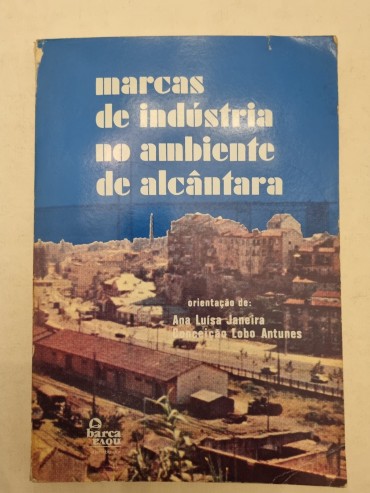 marcas
de indústria
no ambiente
de alcântara
orientação de:
Ana Luísa Janeira
Conceição Lobo Antunes
barca